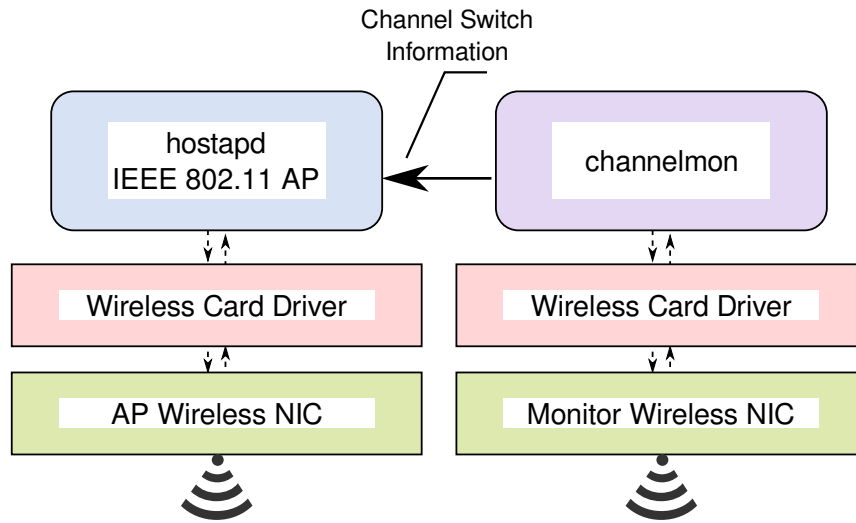 Channel Switch
Information
hostapd
IEEE 802.11 AP
channelmon
Wireless Card Driver
Wireless Card Driver
AP Wireless NIC
Monitor Wireless NIC